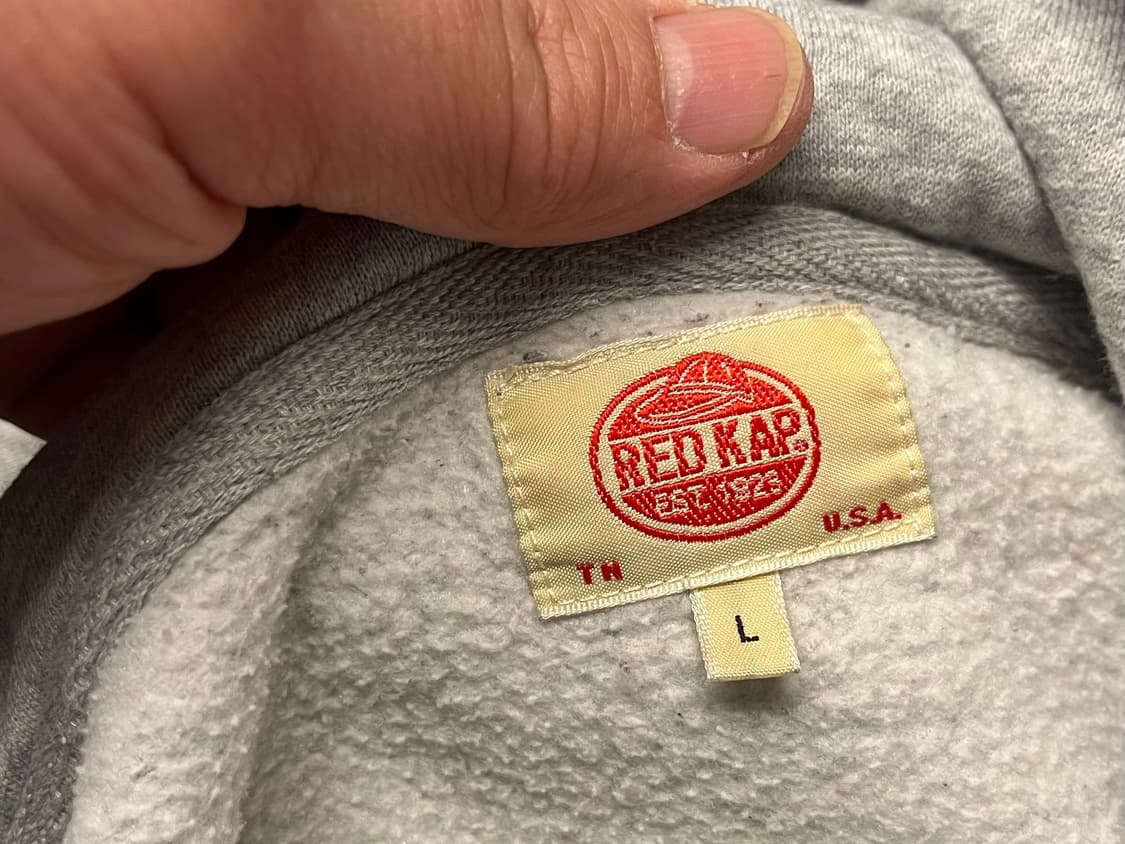 RED KAP®
EST. 1923
TN
U.S.A.
L